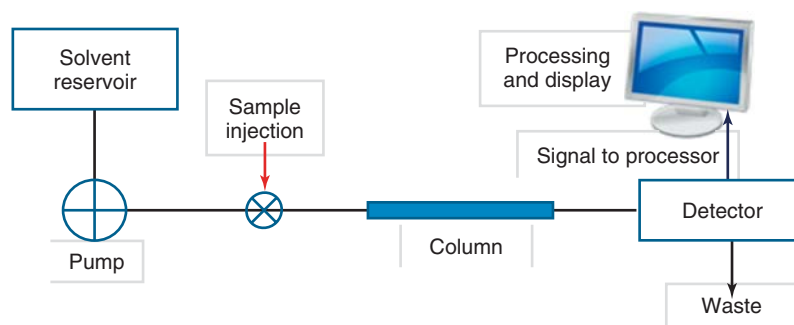 Solvent
reservoir
Processing
and display
Sample
injection
Signal to processor
Detector
Column
Pump
Waste